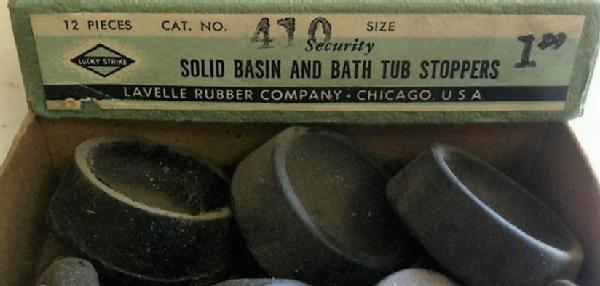 12 PIECES CAT. NO. 410 SIZE
Security 1⁰⁰
LUCKY STRIKE
SOLID BASIN AND BATH TUB STOPPERS
LAVELLE RUBBER COMPANY · CHICAGO, U.S.A